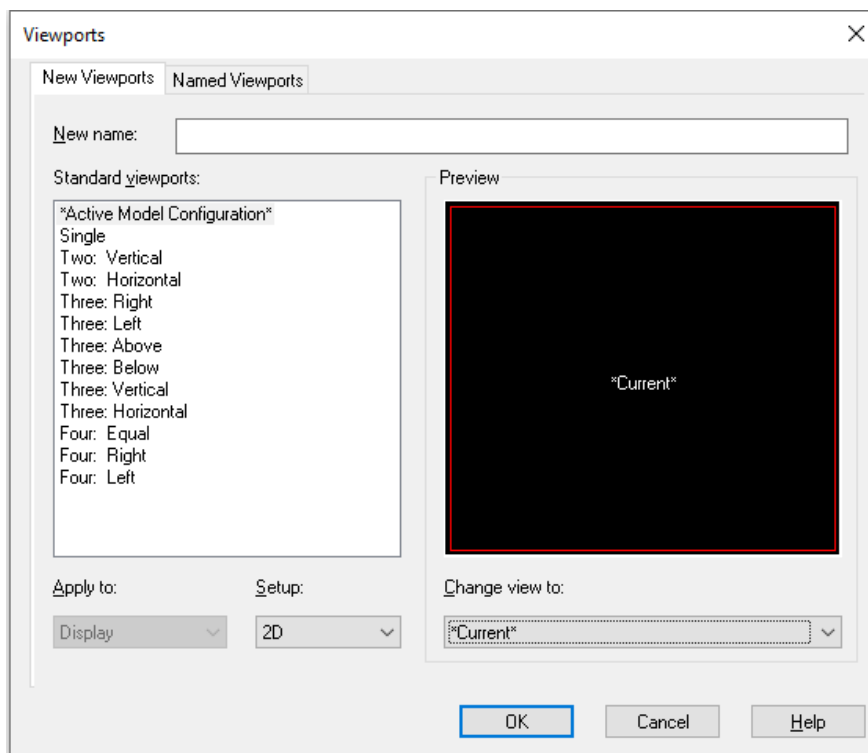 Viewports
New Viewports Named Viewports
New name:
Standard viewports:
*Active Model Configuration*
Single
Two: Vertical
Two: Horizontal
Three: Right
Three: Left
Three: Above
Three: Below
Three: Vertical
Three: Horizontal
Four: Equal
Four: Right
Four: Left
Preview
*Current*
Apply to: Setup: Change view to:
Display 2D *Current*
OK Cancel Help